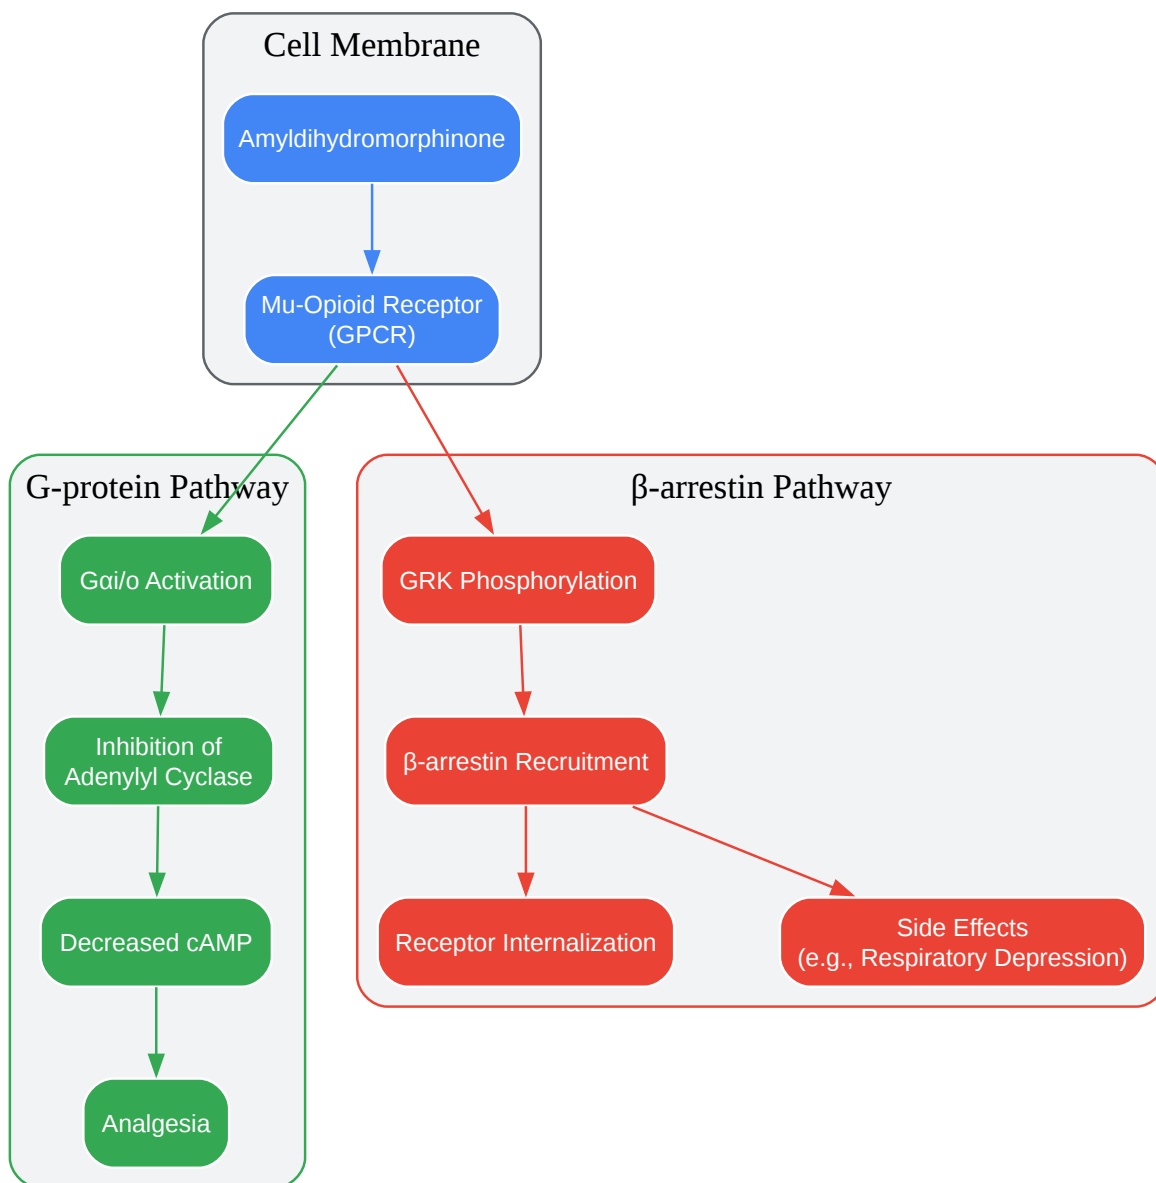 Cell Membrane
Amyldihydromorphinone
Mu-Opioid Receptor
(GPCR)
G-protein Pathway
Gαi/o Activation
Inhibition of
Adenylyl Cyclase
Decreased cAMP
Analgesia
β-arrestin Pathway
GRK Phosphorylation
β-arrestin Recruitment
Receptor Internalization
Side Effects
(e.g., Respiratory Depression)